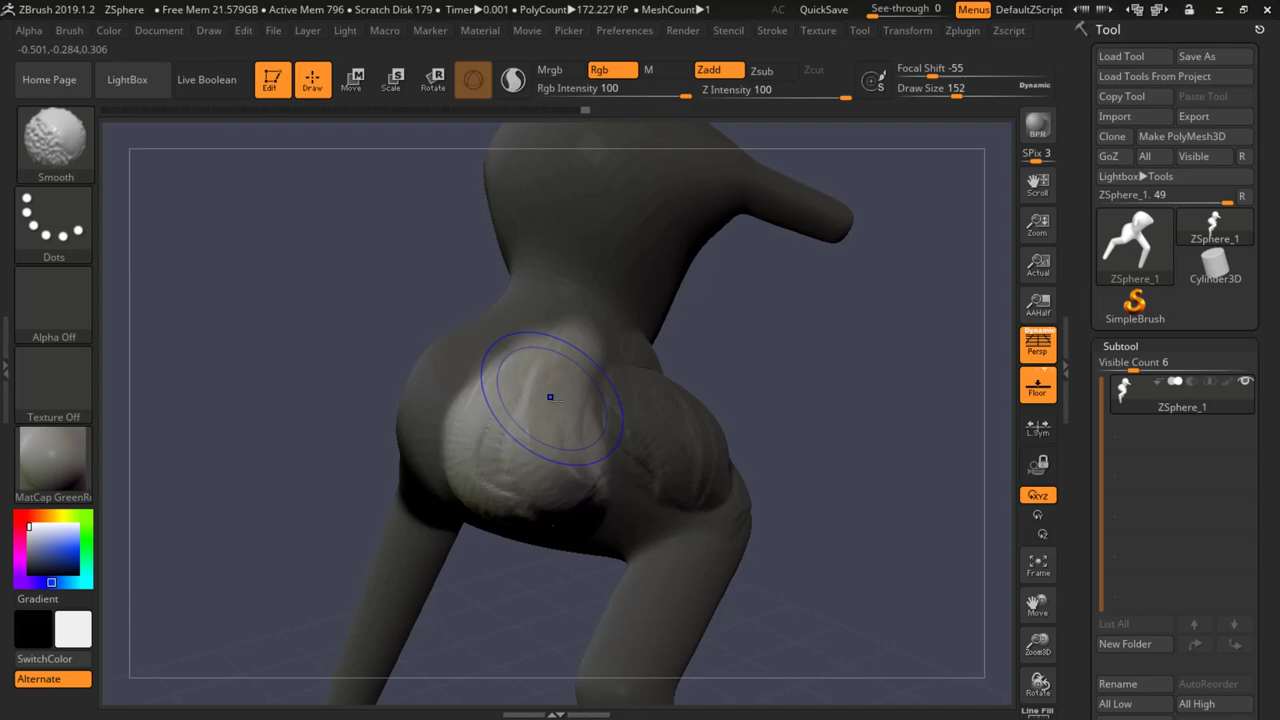 ZBrush 2019.1.2 ZSphere • Free Mem 21.579GB • Active Mem 796 • Scratch Disk 179 • Timer▶0.001 • PolyCount▶172.227 KP • MeshCount▶1 AC QuickSave See-through 0 Menus DefaultZScript
Alpha Brush Color Document Draw Edit File Layer Light Macro Marker Material Movie Picker Preferences Render Stencil Stroke Texture Tool Transform Zplugin Zscript
-0.501,-0.284,0.306
Home Page LightBox Live Boolean Edit Draw Move Scale Rotate
Mrgb Rgb M Zadd Zsub Zcut
Rgb Intensity 100 Z Intensity 100
Focal Shift -55
Draw Size 152 Dynamic
Smooth
Dots
Alpha Off
Texture Off
MatCap GreenRo
Gradient
SwitchColor
Alternate
BPR
SPix 3
Scroll
Zoom
Actual
AAHalf
Dynamic
Persp
Floor
L.Sym
XYZ
Frame
Move
Zoom3D
Rotate
Line Fill
Tool
Load Tool Save As
Load Tools From Project
Copy Tool Paste Tool
Import Export
Clone Make PolyMesh3D
GoZ All Visible R
Lightbox▶Tools
ZSphere_1. 49 R
ZSphere_1 ZSphere_1
Cylinder3D
SimpleBrush
Subtool
Visible Count 6
ZSphere_1
List All
New Folder
Rename AutoReorder
All Low All High